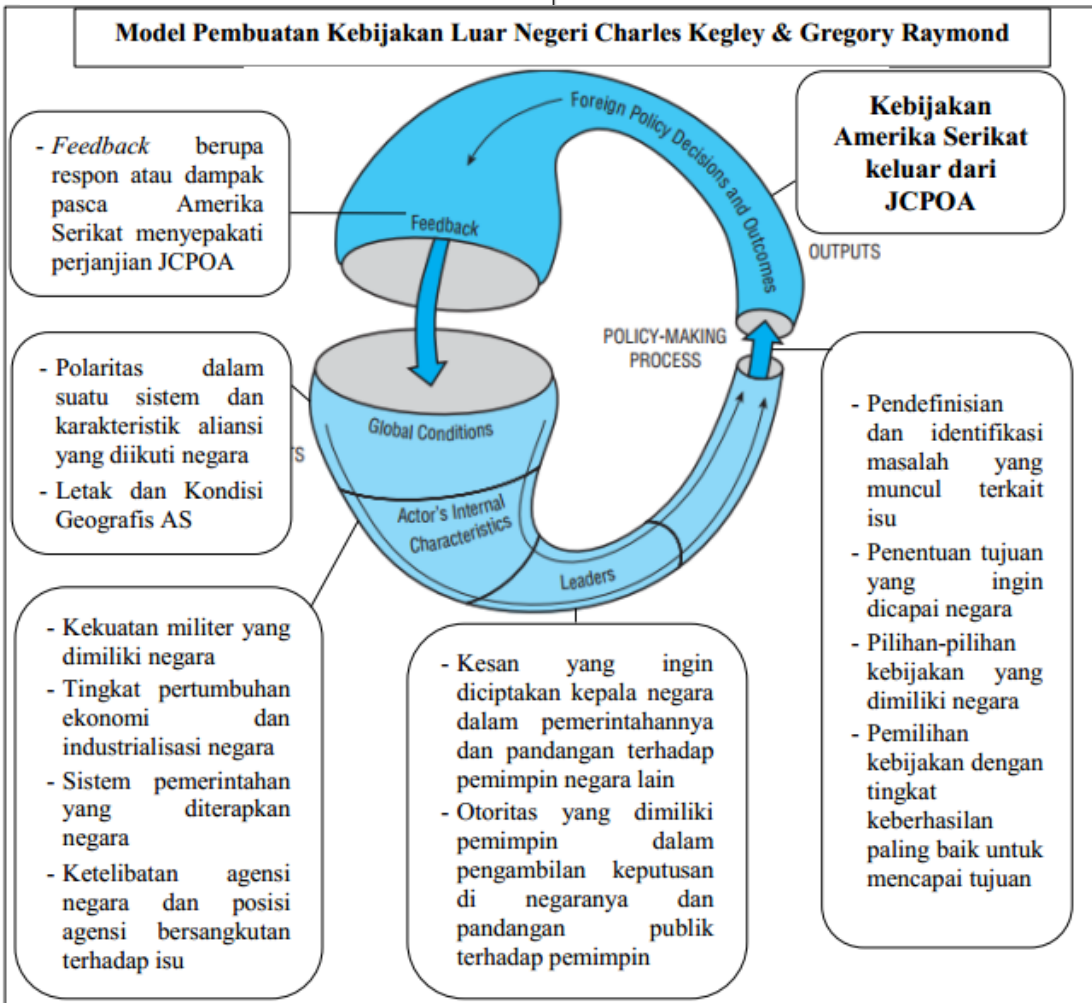 Model Pembuatan Kebijakan Luar Negeri Charles Kegley & Gregory Raymond
Foreign Policy Decisions and Outcomes
Kebijakan
Amerika Serikat
keluar dari
JCPOA
- Feedback berupa
respon atau dampak
pasca Amerika
Serikat menyepakati
perjanjian JCPOA
Feedback
OUTPUTS
POLICY-MAKING
PROCESS
- Polaritas dalam
suatu sistem dan
karakteristik aliansi
yang diikuti negara
- Letak dan Kondisi
Geografis AS
TS
Global Conditions
Actor's Internal
Characteristics
Leaders
- Pendefinisian
dan identifikasi
masalah yang
muncul terkait
isu
- Penentuan tujuan
yang ingin
dicapai negara
- Pilihan-pilihan
kebijakan yang
dimiliki negara
- Pemilihan
kebijakan dengan
tingkat
keberhasilan
paling baik untuk
mencapai tujuan
- Kekuatan militer yang
dimiliki negara
- Tingkat pertumbuhan
ekonomi dan
industrialisasi negara
- Sistem pemerintahan
yang diterapkan
negara
- Ketelibatan agensi
negara dan posisi
agensi bersangkutan
terhadap isu
- Kesan yang ingin
diciptakan kepala negara
dalam pemerintahannya
dan pandangan terhadap
pemimpin negara lain
- Otoritas yang dimiliki
pemimpin dalam
pengambilan keputusan
di negaranya dan
pandangan publik
terhadap pemimpin